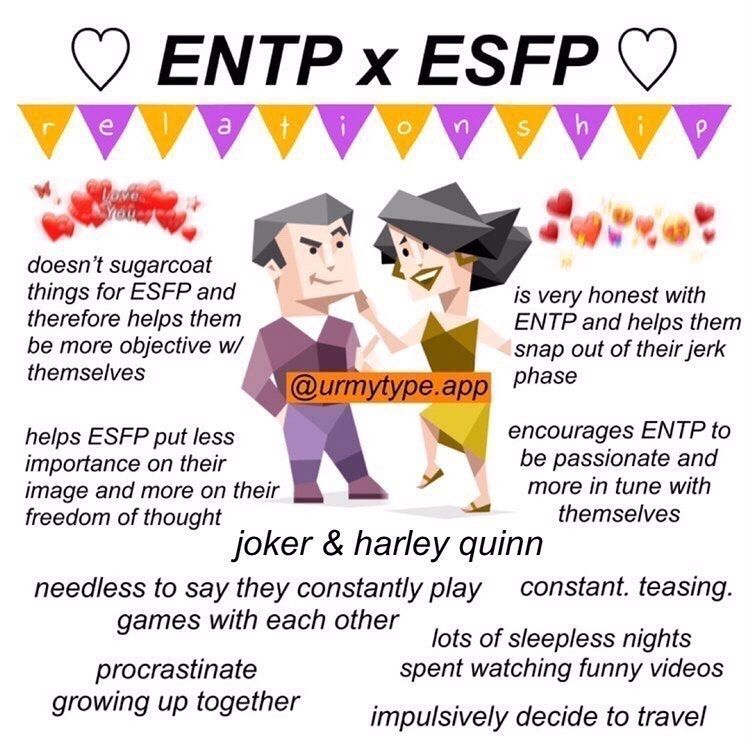 ♡ ENTP x ESFP ♡
relationship
Love
You
doesn't sugarcoat
things for ESFP and
therefore helps them
be more objective w/
themselves
is very honest with
ENTP and helps them
snap out of their jerk
phase
@urmytype.app
helps ESFP put less
importance on their
image and more on their
freedom of thought
encourages ENTP to
be passionate and
more in tune with
themselves
joker & harley quinn
needless to say they constantly play
games with each other
constant. teasing.
lots of sleepless nights
spent watching funny videos
procrastinate
growing up together
impulsively decide to travel